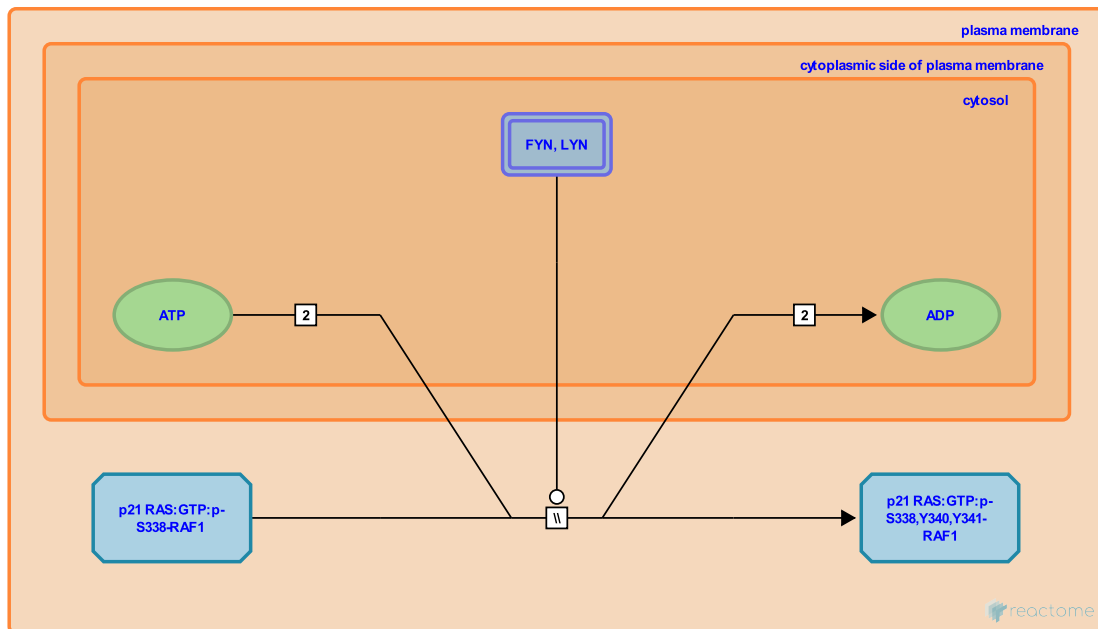 plasma membrane
cytoplasmic side of plasma membrane
cytosol
FYN, LYN
ATP
2
2
ADP
p21 RAS:GTP:p-
S338-RAF1
\\
p21 RAS:GTP:p-
S338,Y340,Y341-
RAF1
reactome